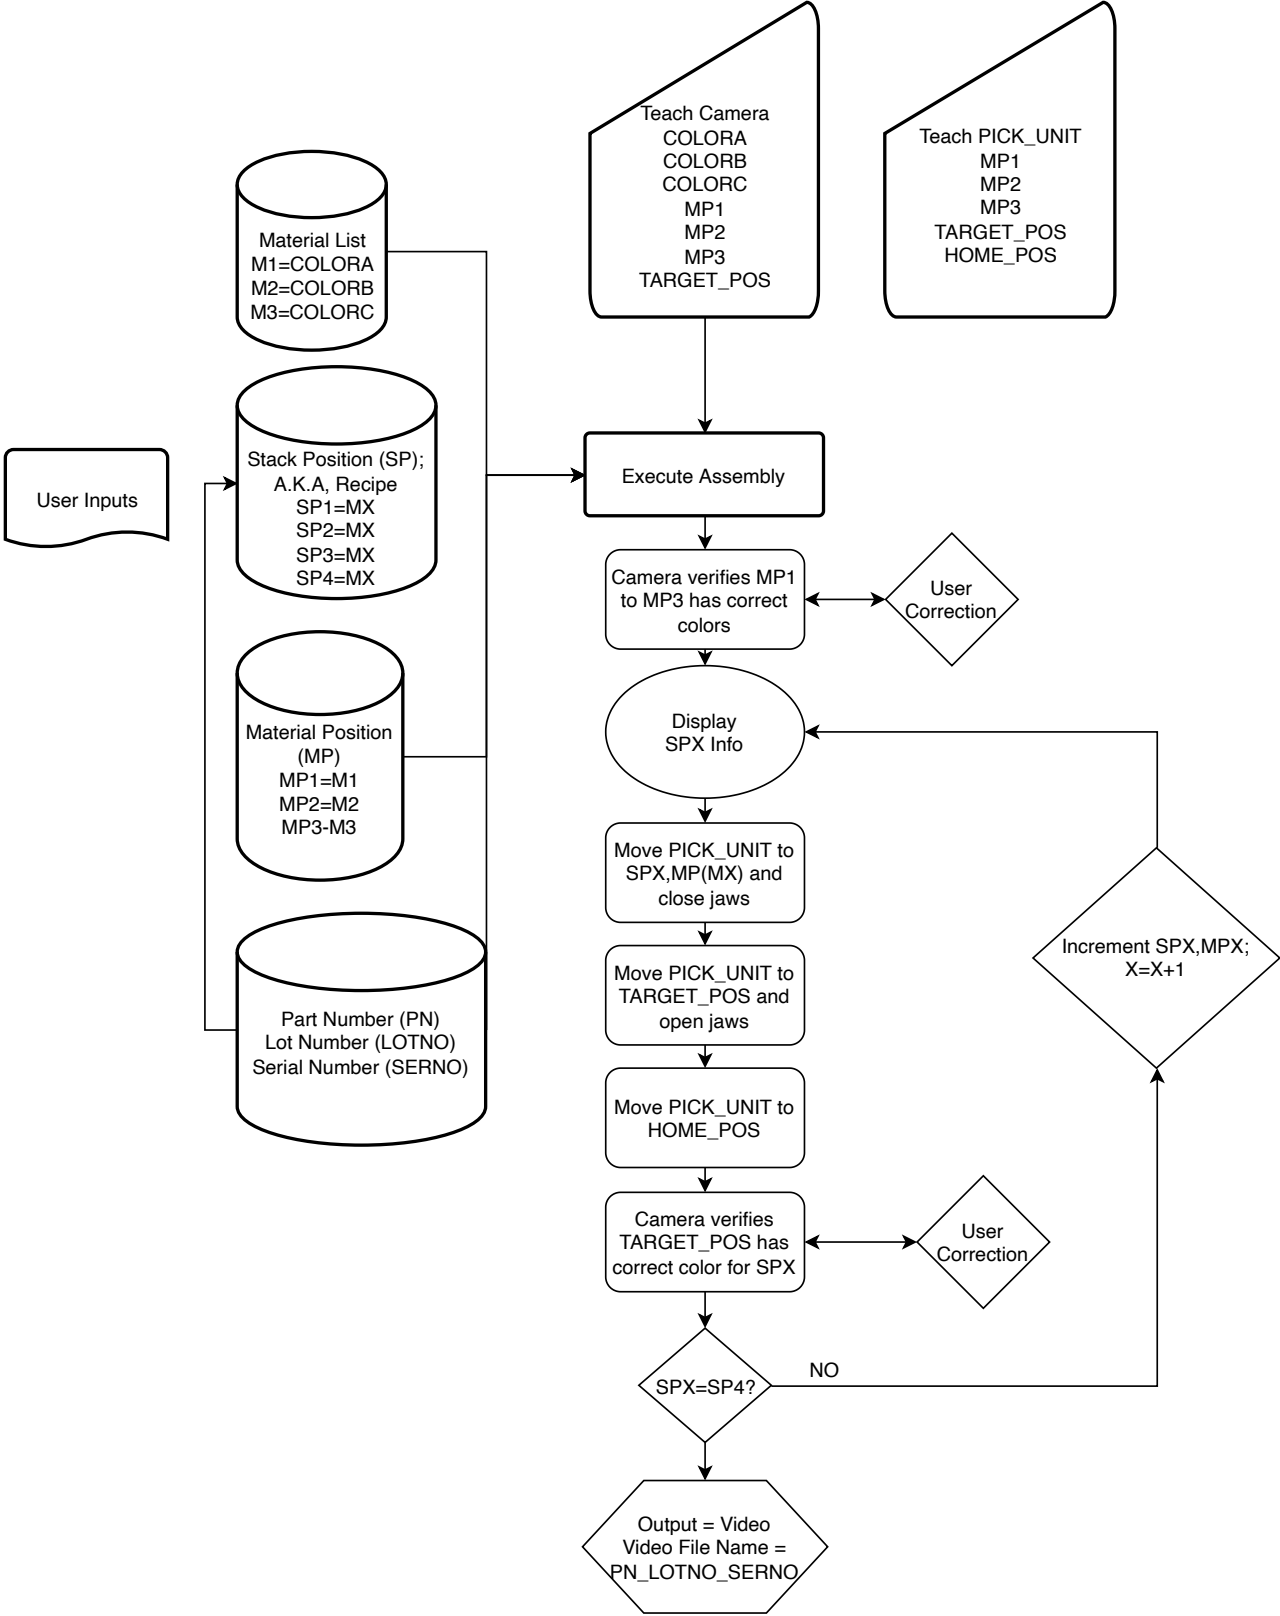 Teach Camera
COLORA
COLORB
COLORC
MP1
MP2
MP3
TARGET_POS
Teach PICK_UNIT
MP1
MP2
MP3
TARGET_POS
HOME_POS
Material List
M1=COLORA
M2=COLORB
M3=COLORC
User Inputs
Stack Position (SP);
A.K.A, Recipe
SP1=MX
SP2=MX
SP3=MX
SP4=MX
Execute Assembly
Camera verifies MP1
to MP3 has correct
colors
User
Correction
Material Position
(MP)
MP1=M1
MP2=M2
MP3-M3
Display
SPX Info
Move PICK_UNIT to
SPX,MP(MX) and
close jaws
Part Number (PN)
Lot Number (LOTNO)
Serial Number (SERNO)
Move PICK_UNIT to
TARGET_POS and
open jaws
Increment SPX,MPX;
X=X+1
Move PICK_UNIT to
HOME_POS
Camera verifies
TARGET_POS has
correct color for SPX
User
Correction
SPX=SP4?
NO
Output = Video
Video File Name =
PN_LOTNO_SERNO